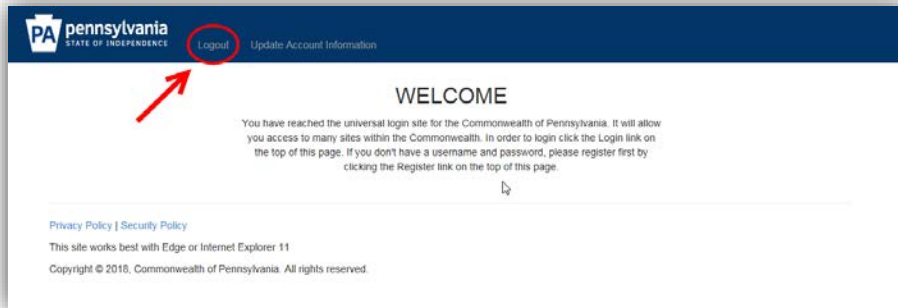 PA pennsylvania
STATE OF INDEPENDENCE
Logout Update Account Information
WELCOME
You have reached the universal login site for the Commonwealth of Pennsylvania. It will allow
you access to many sites within the Commonwealth. In order to login click the Login link on
the top of this page. If you don't have a username and password, please register first by
clicking the Register link on the top of this page.
Privacy Policy | Security Policy
This site works best with Edge or Internet Explorer 11
Copyright © 2018, Commonwealth of Pennsylvania. All rights reserved.